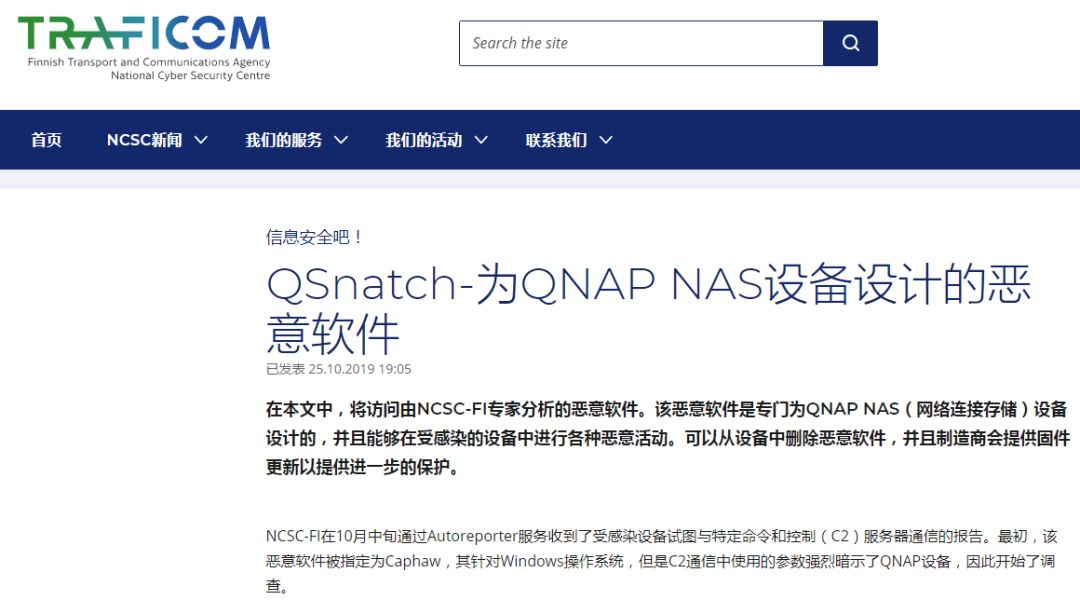 TRAFICOM
Finnish Transport and Communications Agency
National Cyber Security Centre
Search the site
首页 NCSC新闻 我们的服务 我们的活动 联系我们
信息安全吧！
QSnatch-为QNAP NAS设备设计的恶
意软件
已发表 25.10.2019 19:05
在本文中，将访问由NCSC-FI专家分析的恶意软件。该恶意软件是专门为QNAP NAS（网络连接存储）设备
设计的，并且能够在受感染的设备中进行各种恶意活动。可以从设备中删除恶意软件，并且制造商会提供固件
更新以提供进一步的保护。
NCSC-FI在10月中旬通过Autoreporter服务收到了受感染设备试图与特定命令和控制（C2）服务器通信的报告。最初，该
恶意软件被指定为Caphaw，其针对Windows操作系统，但是C2通信中使用的参数强烈暗示了QNAP设备，因此开始了调
查。